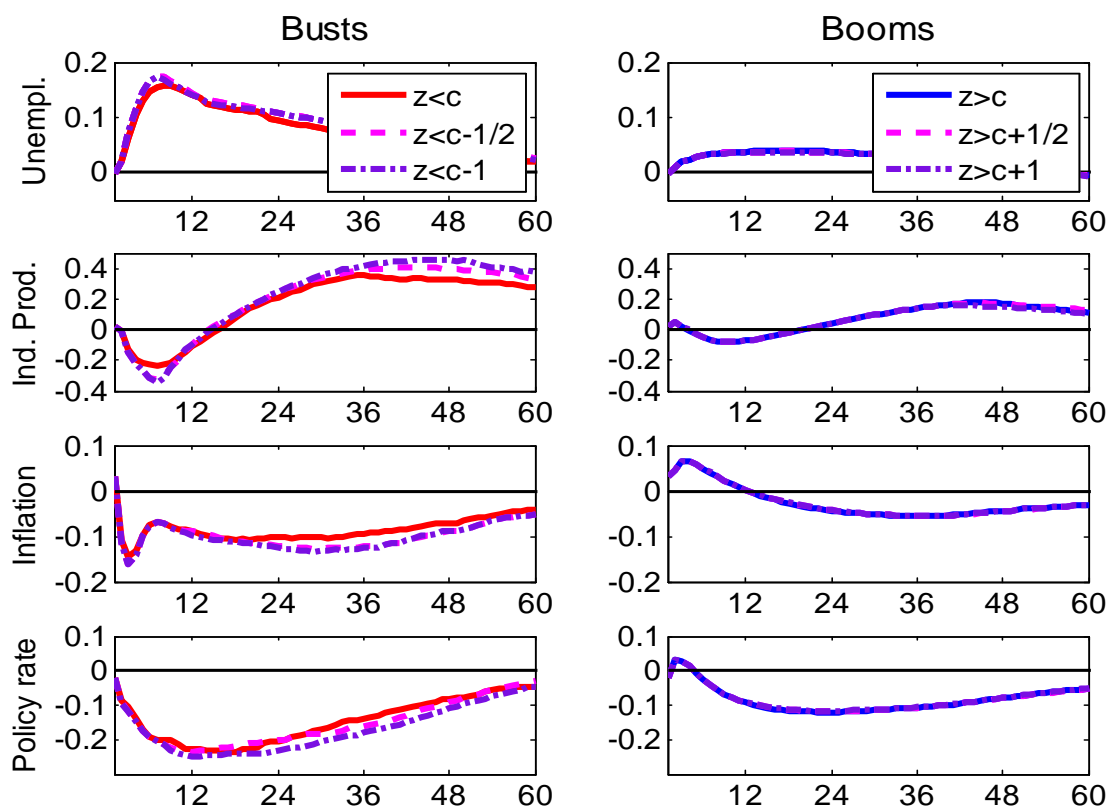 Busts
Booms
Unempl.
0.2
0.1
0
z<c
z<c-1/2
z<c-1
12 24 36 48 60
0.2
0.1
0
z>c
z>c+1/2
z>c+1
12 24 36 48 60
Ind. Prod.
0.4
0.2
0
-0.2
-0.4
12 24 36 48 60
0.4
0.2
0
-0.2
-0.4
12 24 36 48 60
Inflation
0.1
0
-0.1
-0.2
12 24 36 48 60
0.1
0
-0.1
-0.2
12 24 36 48 60
Policy rate
0.1
0
-0.1
-0.2
12 24 36 48 60
0.1
0
-0.1
-0.2
12 24 36 48 60